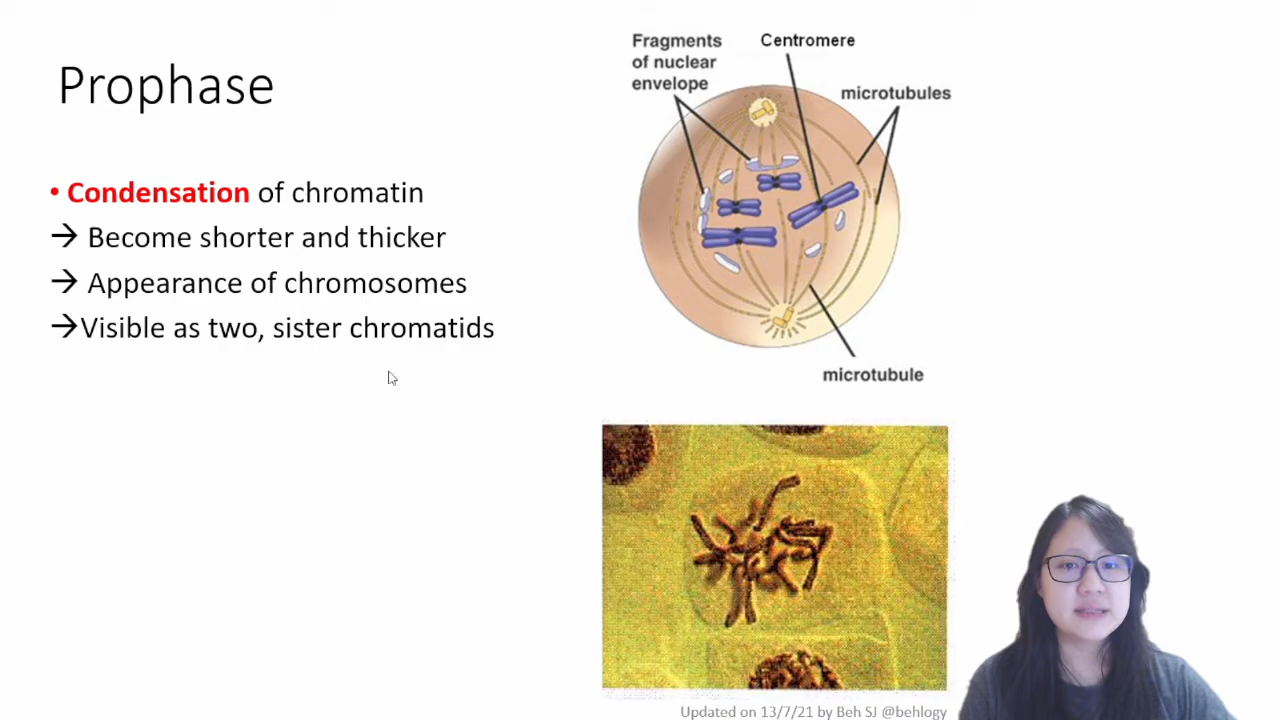 Prophase
• Condensation of chromatin
→ Become shorter and thicker
→ Appearance of chromosomes
→Visible as two, sister chromatids
Fragments
of nuclear
envelope
Centromere
microtubules
microtubule
Updated on 13/7/21 by Beh SJ @behlogy